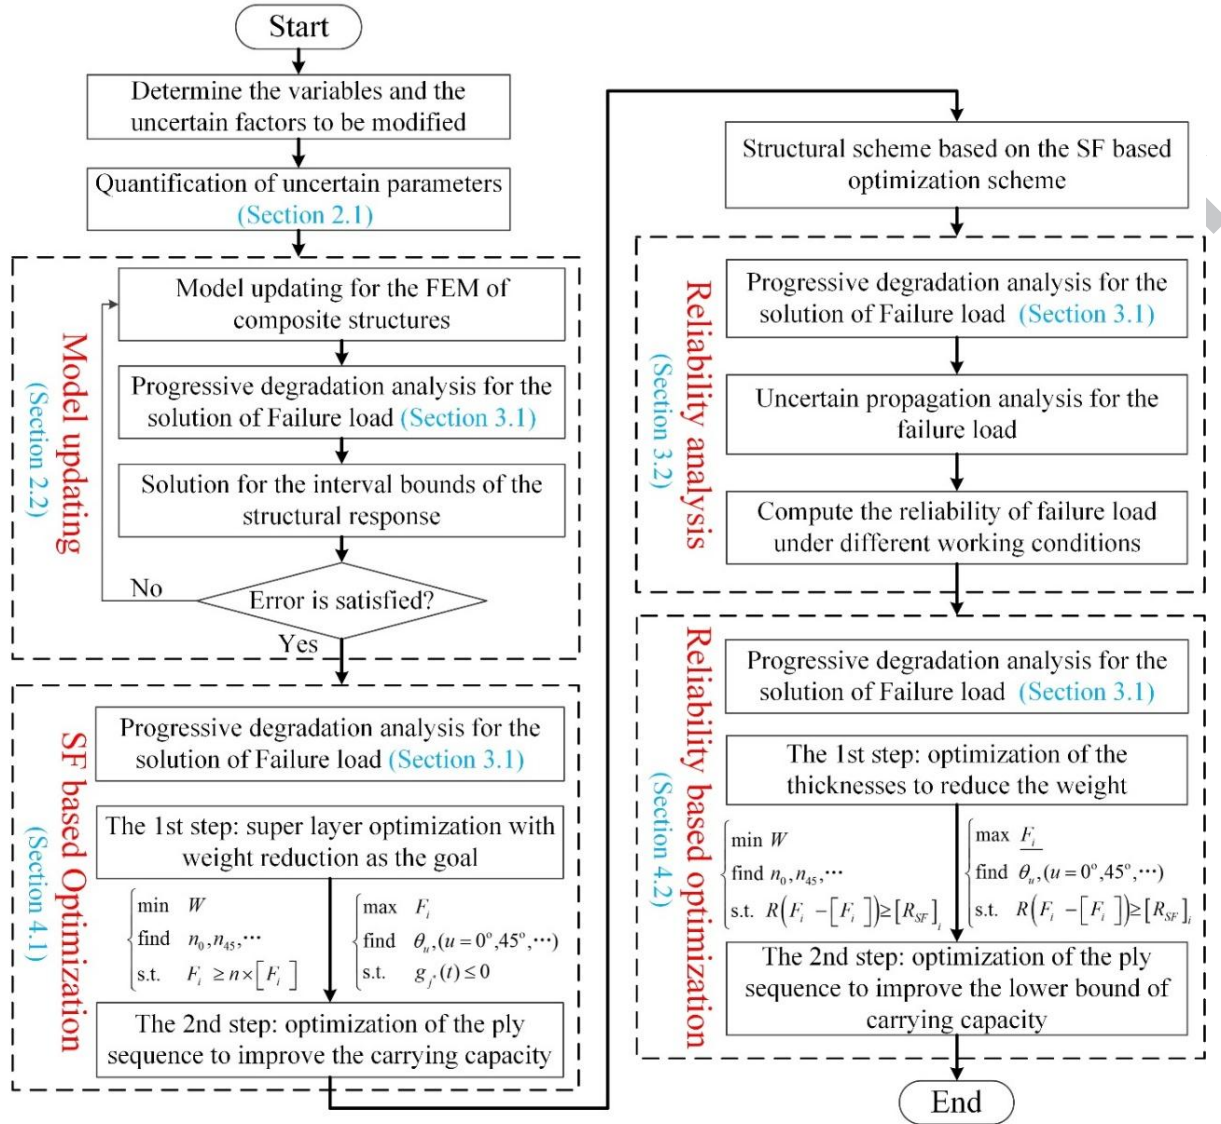 Start
Determine the variables and the
uncertain factors to be modified
Quantification of uncertain parameters
(Section 2.1)
Model updating
(Section 2.2)
Model updating for the FEM of
composite structures
Progressive degradation analysis for the
solution of Failure load (Section 3.1)
Solution for the interval bounds of the
structural response
Error is satisfied?
No
Yes
SF based Optimization
(Section 4.1)
Progressive degradation analysis for the
solution of Failure load (Section 3.1)
The 1st step: super layer optimization with
weight reduction as the goal
min W
find n₀,n₄₅,⋯
s.t. Fᵢ ≥ n×[Fᵢ]
max Fᵢ
find θᵤ,(u=0°,45°,⋯)
s.t. g_f'(t)≤0
The 2nd step: optimization of the ply
sequence to improve the carrying capacity
Structural scheme based on the SF based
optimization scheme
Reliability analysis
(Section 3.2)
Progressive degradation analysis for the
solution of Failure load (Section 3.1)
Uncertain propagation analysis for the
failure load
Compute the reliability of failure load
under different working conditions
Reliability based optimization
(Section 4.2)
Progressive degradation analysis for the
solution of Failure load (Section 3.1)
The 1st step: optimization of the
thicknesses to reduce the weight
min W
find n₀,n₄₅,⋯
s.t. R(Fᵢ −[Fᵢ])≥[R_SF]ᵢ
max Fᵢ
find θᵤ,(u=0°,45°,⋯)
s.t. R(Fᵢ −[Fᵢ])≥[R_SF]ᵢ
The 2nd step: optimization of the ply
sequence to improve the lower bound of
carrying capacity
End